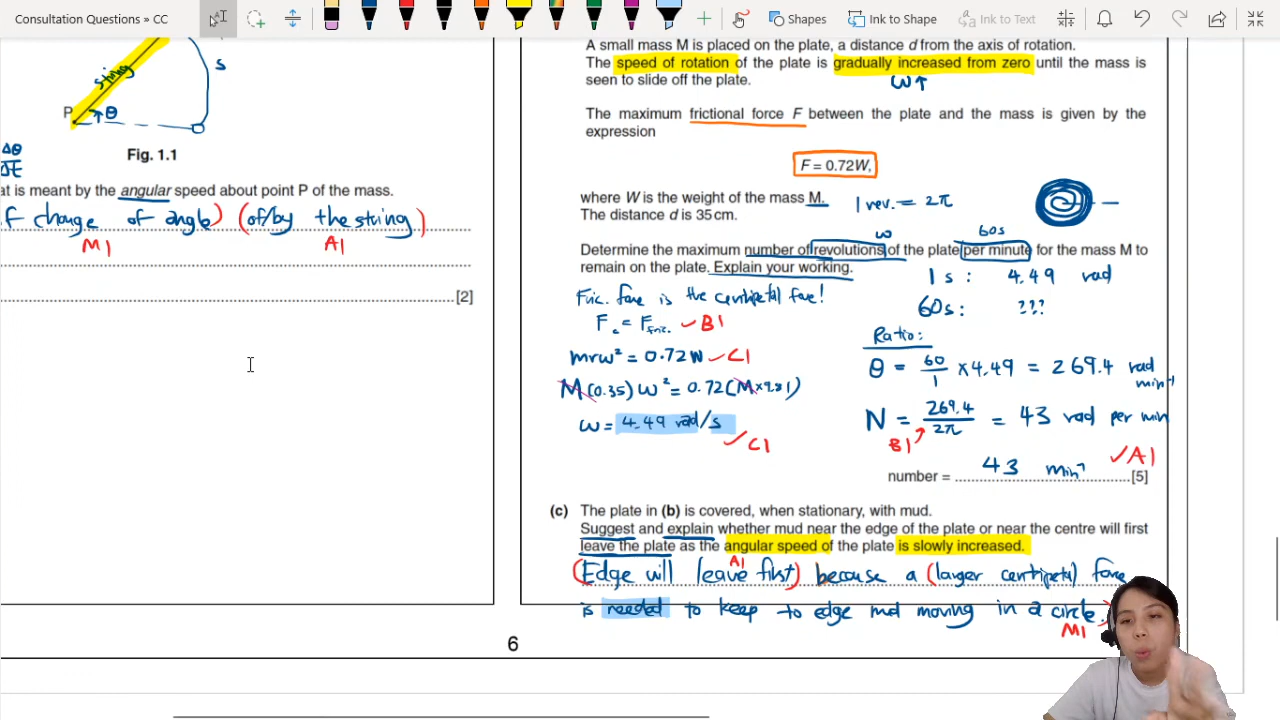 Consultation Questions » CC
Shapes
Ink to Shape
Ink to Text
string
s
P
θ
Δθ
Fig. 1.1
at is meant by the angular speed about point P of the mass.
f change of angle) (of/by the string.)
M1
A1
[2]
A small mass M is placed on the plate, a distance d from the axis of rotation.
The speed of rotation of the plate is gradually increased from zero until the mass is
seen to slide off the plate.
ω↑
The maximum frictional force F between the plate and the mass is given by the
expression
F = 0.72W,
where W is the weight of the mass M.
The distance d is 35 cm.
1 rev. = 2π
ω
60s
Determine the maximum number of revolutions of the plate per minute for the mass M to
remain on the plate. Explain your working.
Fric. force is the centripetal force!
Fc = Ffric. ✓B1
mrω² = 0.72W ✓C1
M(0.35)ω² = 0.72(M×9.81)
ω = 4.49 rad/s
✓C1
1 s : 4.49 rad
60s : ???
Ratio:
θ = 60/1 × 4.49 = 269.4 rad min⁻¹
N = 269.4/2π = 43 rad per min
B1
✓A1
number = 43 min⁻¹ [5]
(c) The plate in (b) is covered, when stationary, with mud.
Suggest and explain whether mud near the edge of the plate or near the centre will first
leave the plate as the angular speed of the plate is slowly increased.
A1
(Edge will leave first) because a (larger centripetal force
is needed to keep to edge mud moving in a circle.)
M1
6